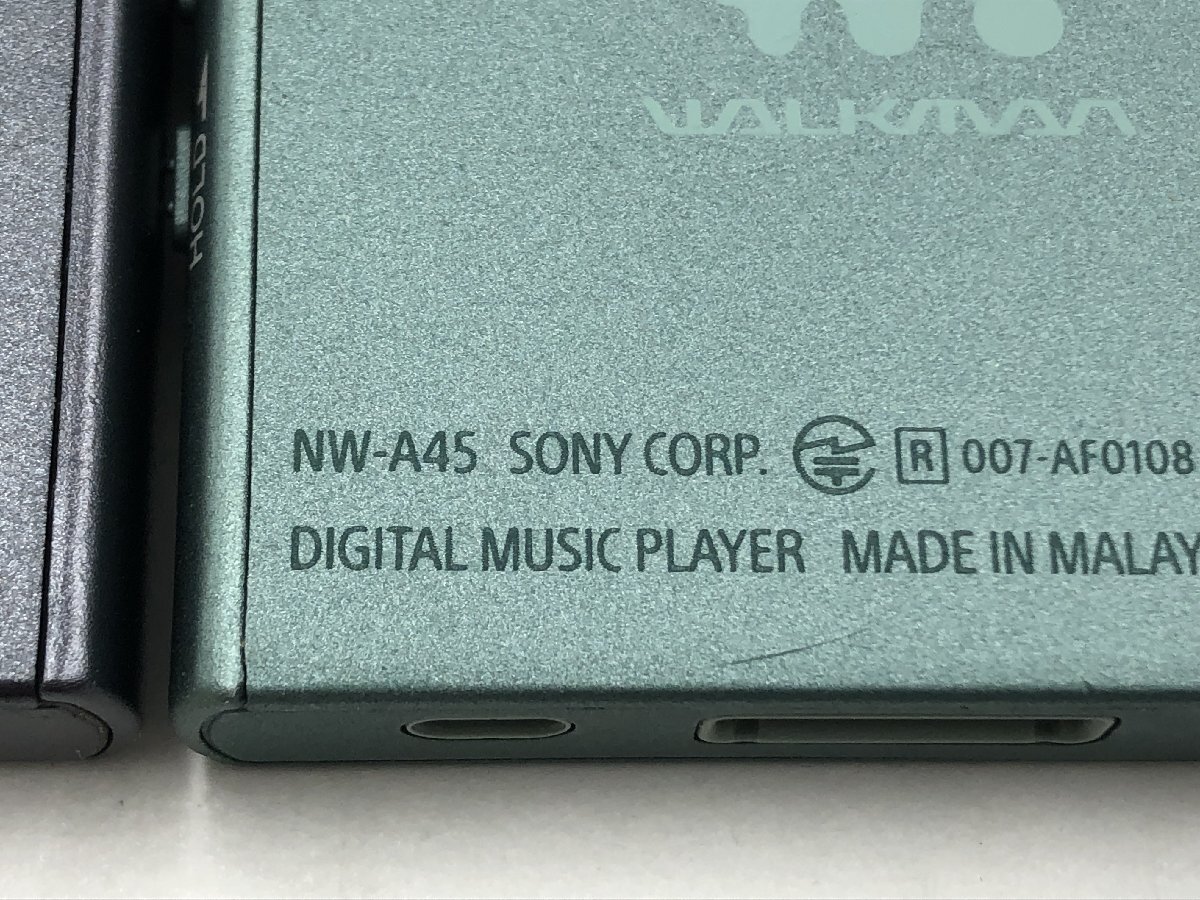 WALKMAN
HOLD
NW-A45 SONY CORP. R 007-AF0108
DIGITAL MUSIC PLAYER MADE IN MALAY